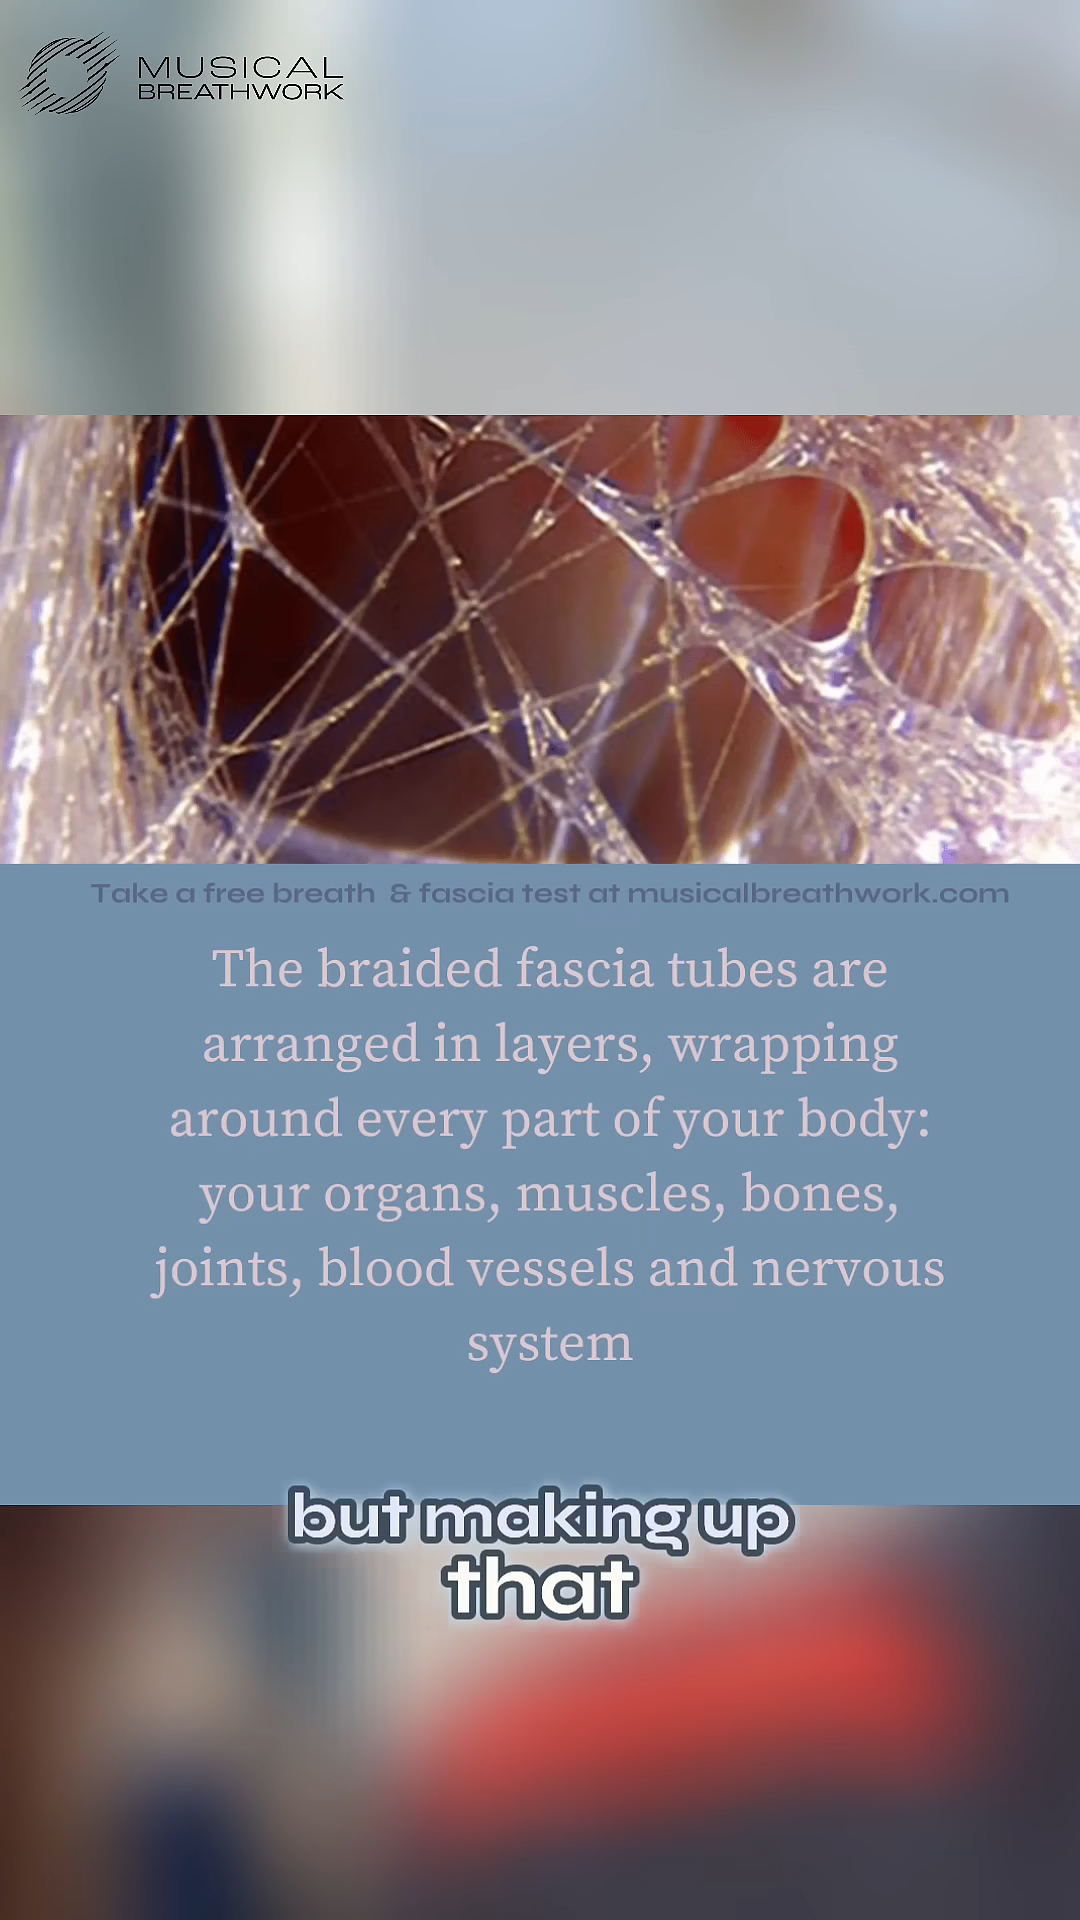 MUSICAL
BREATHWORK
Take a free breath & fascia test at musicalbreathwork.com
The braided fascia tubes are
arranged in layers, wrapping
around every part of your body:
your organs, muscles, bones,
joints, blood vessels and nervous
system
but making up
that